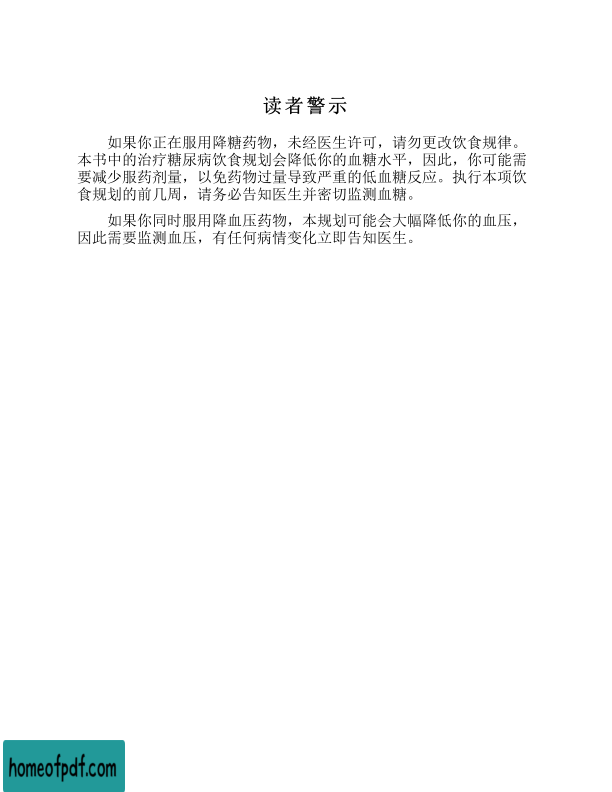 读者警示
如果你正在服用降糖药物，未经医生许可，请勿更改饮食规律。
本书中的治疗糖尿病饮食规划会降低你的血糖水平，因此，你可能需
要减少服药剂量，以免药物过量导致严重的低血糖反应。执行本项饮
食规划的前几周，请务必告知医生并密切监测血糖。
如果你同时服用降血压药物，本规划可能会大幅降低你的血压，
因此需要监测血压，有任何病情变化立即告知医生。
homeofpdf.com